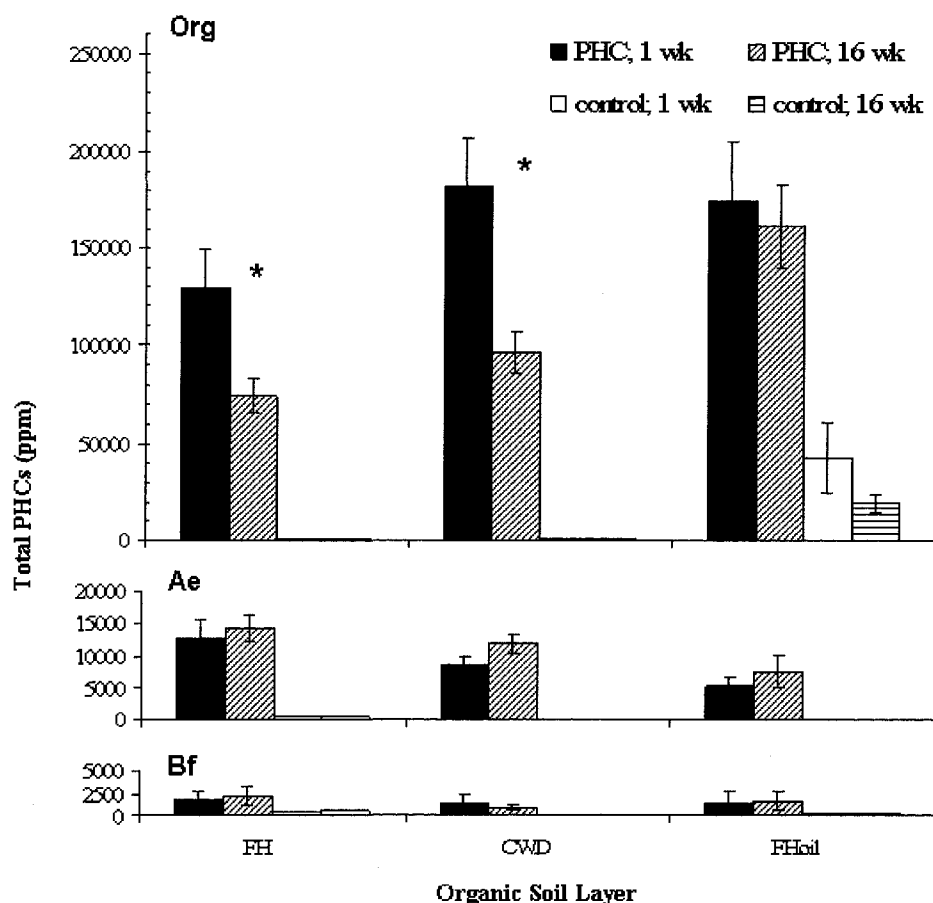 Org
250000
200000
150000
100000
50000
0
PHC; 1 wk
PHC; 16 wk
control; 1 wk
control; 16 wk
*
*
Total PHCs (ppm)
Ae
20000
15000
10000
5000
0
Bf
5000
2500
0
FH
CWD
FHoil
Organic Soil Layer